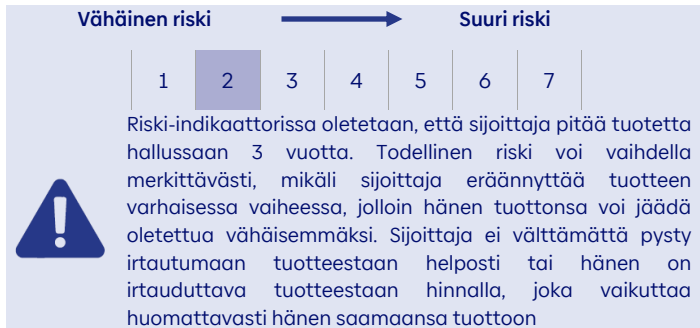 Vähäinen riski Suuri riski
1 2 3 4 5 6 7
Riski-indikaattorissa oletetaan, että sijoittaja pitää tuotetta
hallussaan 3 vuotta. Todellinen riski voi vaihdella
merkittävästi, mikäli sijoittaja eräännyttää tuotteen
varhaisessa vaiheessa, jolloin hänen tuottonsa voi jäädä
oletettua vähäisemmäksi. Sijoittaja ei välttämättä pysty
irtautumaan tuotteestaan helposti tai hänen on
irtauduttava tuotteestaan hinnalla, joka vaikuttaa
huomattavasti hänen saamaansa tuottoon